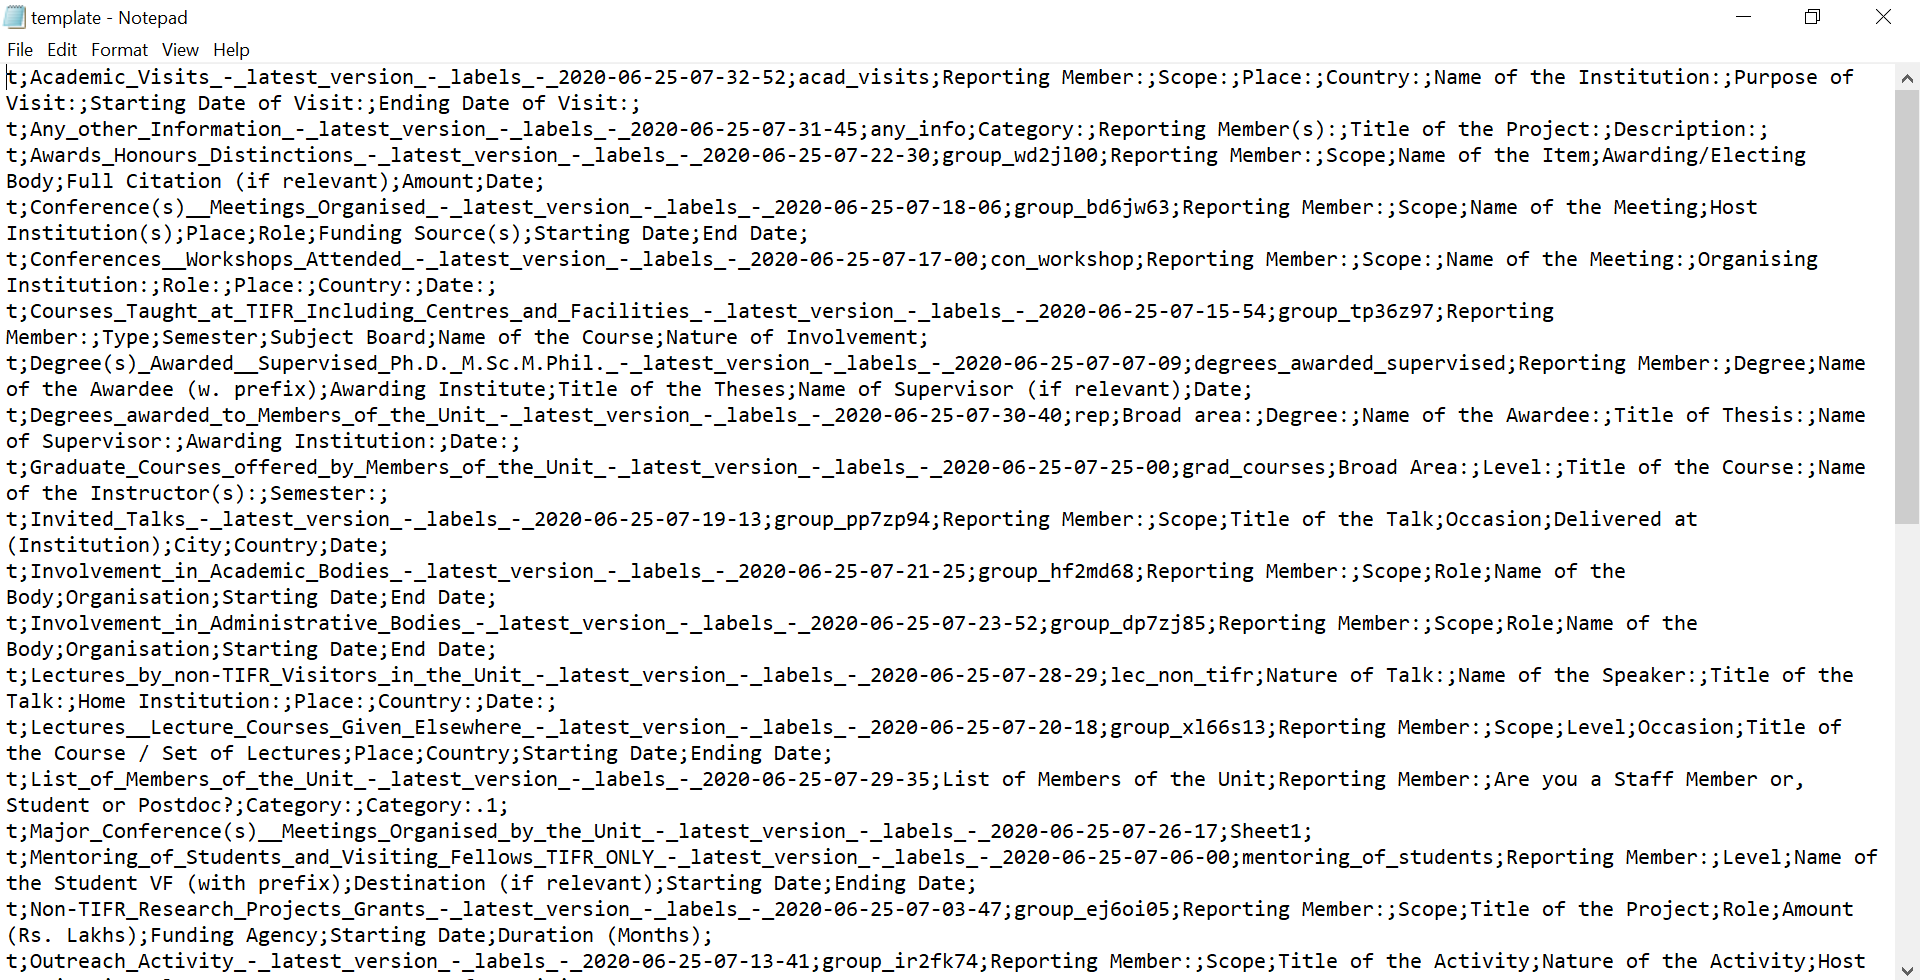 template - Notepad
File Edit Format View Help
t;Academic_Visits_-_latest_version_-_labels_-_2020-06-25-07-32-52;acad_visits;Reporting Member:;Scope:;Place:;Country:;Name of the Institution:;Purpose of
Visit:;Starting Date of Visit:;Ending Date of Visit:;
t;Any_other_Information_-_latest_version_-_labels_-_2020-06-25-07-31-45;any_info;Category:;Reporting Member(s):;Title of the Project:;Description:;
t;Awards_Honours_Distinctions_-_latest_version_-_labels_-_2020-06-25-07-22-30;group_wd2jl00;Reporting Member:;Scope;Name of the Item;Awarding/Electing
Body;Full Citation (if relevant);Amount;Date;
t;Conference(s)__Meetings_Organised_-_latest_version_-_labels_-_2020-06-25-07-18-06;group_bd6jw63;Reporting Member:;Scope;Name of the Meeting;Host
Institution(s);Place;Role;Funding Source(s);Starting Date;End Date;
t;Conferences__Workshops_Attended_-_latest_version_-_labels_-_2020-06-25-07-17-00;con_workshop;Reporting Member:;Scope:;Name of the Meeting:;Organising
Institution:;Role:;Place:;Country:;Date:;
t;Courses_Taught_at_TIFR_Including_Centres_and_Facilities_-_latest_version_-_labels_-_2020-06-25-07-15-54;group_tp36z97;Reporting
Member:;Type;Semester;Subject Board;Name of the Course;Nature of Involvement;
t;Degree(s)_Awarded__Supervised_Ph.D._M.Sc.M.Phil._-_latest_version_-_labels_-_2020-06-25-07-07-09;degrees_awarded_supervised;Reporting Member:;Degree;Name
of the Awardee (w. prefix);Awarding Institute;Title of the Theses;Name of Supervisor (if relevant);Date;
t;Degrees_awarded_to_Members_of_the_Unit_-_latest_version_-_labels_-_2020-06-25-07-30-40;rep;Broad area:;Degree:;Name of the Awardee:;Title of Thesis:;Name
of Supervisor:;Awarding Institution:;Date:;
t;Graduate_Courses_offered_by_Members_of_the_Unit_-_latest_version_-_labels_-_2020-06-25-07-25-00;grad_courses;Broad Area:;Level:;Title of the Course:;Name
of the Instructor(s):;Semester:;
t;Invited_Talks_-_latest_version_-_labels_-_2020-06-25-07-19-13;group_pp7zp94;Reporting Member:;Scope;Title of the Talk;Occasion;Delivered at
(Institution);City;Country;Date;
t;Involvement_in_Academic_Bodies_-_latest_version_-_labels_-_2020-06-25-07-21-25;group_hf2md68;Reporting Member:;Scope;Role;Name of the
Body;Organisation;Starting Date;End Date;
t;Involvement_in_Administrative_Bodies_-_latest_version_-_labels_-_2020-06-25-07-23-52;group_dp7zj85;Reporting Member:;Scope;Role;Name of the
Body;Organisation;Starting Date;End Date;
t;Lectures_by_non-TIFR_Visitors_in_the_Unit_-_latest_version_-_labels_-_2020-06-25-07-28-29;lec_non_tifr;Nature of Talk:;Name of the Speaker:;Title of the
Talk:;Home Institution:;Place:;Country:;Date:;
t;Lectures__Lecture_Courses_Given_Elsewhere_-_latest_version_-_labels_-_2020-06-25-07-20-18;group_xl66s13;Reporting Member:;Scope;Level;Occasion;Title of
the Course / Set of Lectures;Place;Country;Starting Date;Ending Date;
t;List_of_Members_of_the_Unit_-_latest_version_-_labels_-_2020-06-25-07-29-35;List of Members of the Unit;Reporting Member:;Are you a Staff Member or,
Student or Postdoc?;Category:;Category:.1;
t;Major_Conference(s)__Meetings_Organised_by_the_Unit_-_latest_version_-_labels_-_2020-06-25-07-26-17;Sheet1;
t;Mentoring_of_Students_and_Visiting_Fellows_TIFR_ONLY_-_latest_version_-_labels_-_2020-06-25-07-06-00;mentoring_of_students;Reporting Member:;Level;Name of
the Student VF (with prefix);Destination (if relevant);Starting Date;Ending Date;
t;Non-TIFR_Research_Projects_Grants_-_latest_version_-_labels_-_2020-06-25-07-03-47;group_ej6oi05;Reporting Member:;Scope;Title of the Project;Role;Amount
(Rs. Lakhs);Funding Agency;Starting Date;Duration (Months);
t;Outreach_Activity_-_latest_version_-_labels_-_2020-06-25-07-13-41;group_ir2fk74;Reporting Member:;Scope;Title of the Activity;Nature of the Activity;Host